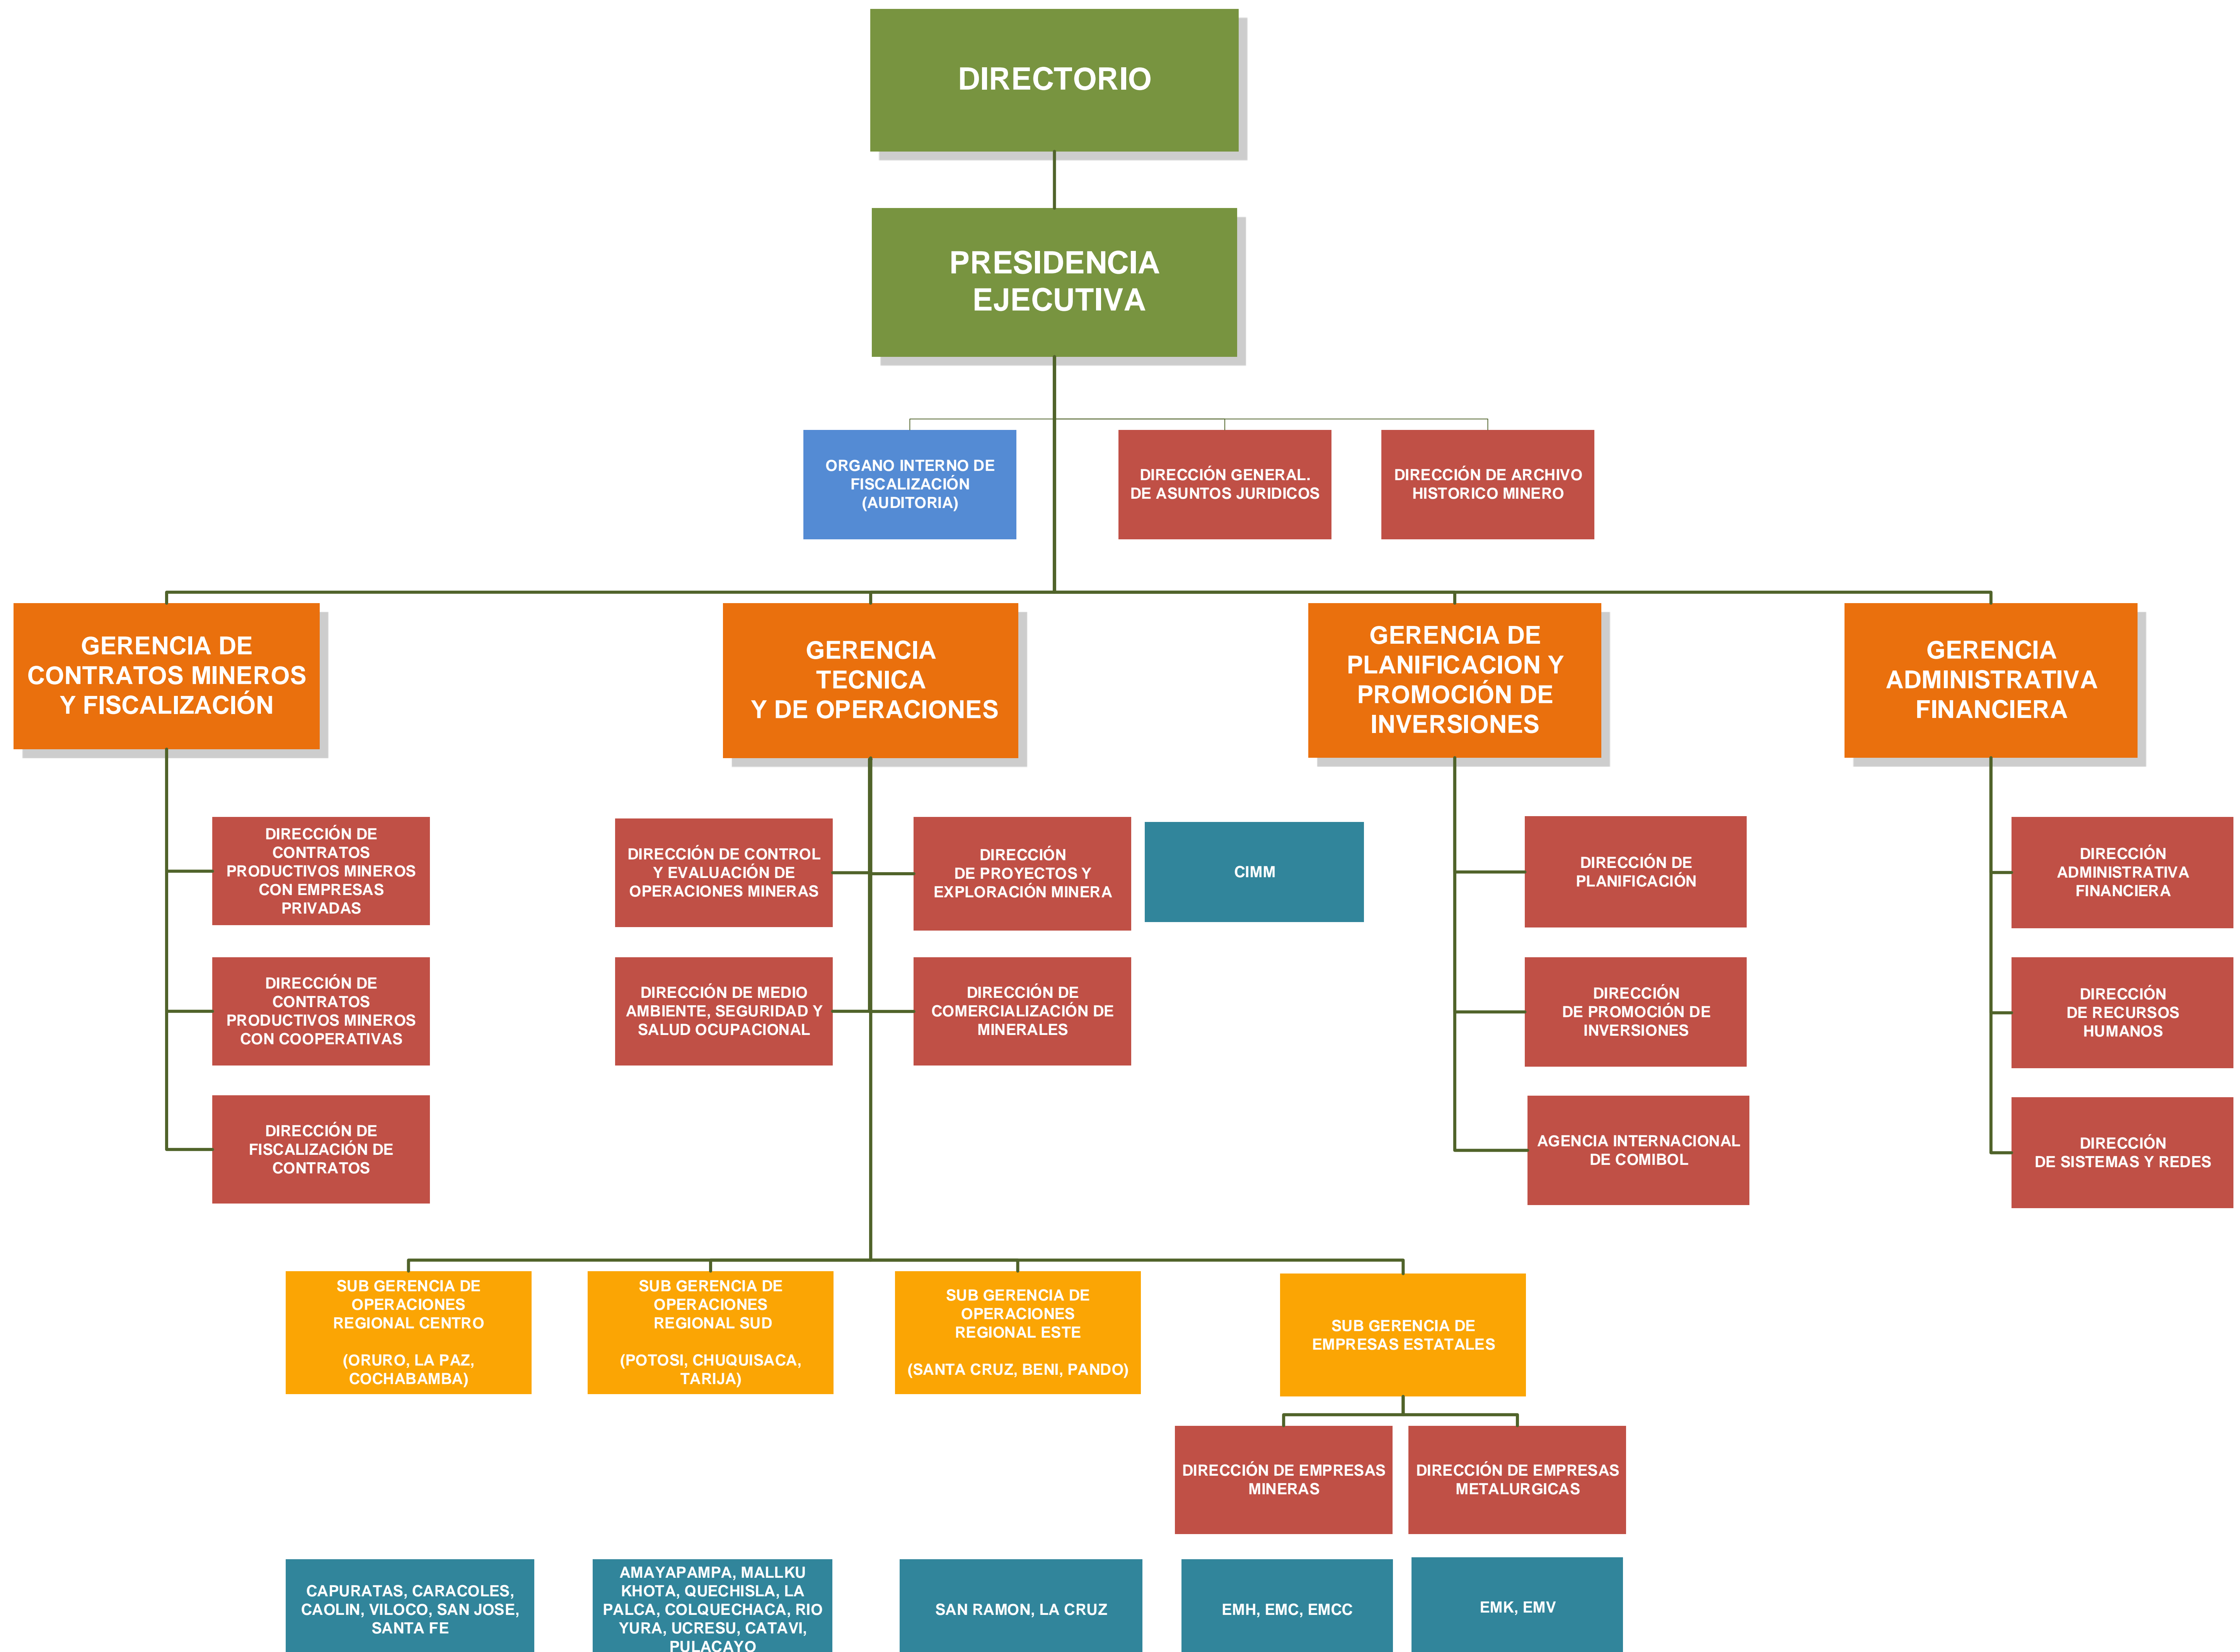 DIRECTORIO
PRESIDENCIA
EJECUTIVA
ORGANO INTERNO DE
FISCALIZACIÓN
(AUDITORIA)
DIRECCIÓN GENERAL.
DE ASUNTOS JURIDICOS
DIRECCIÓN DE ARCHIVO
HISTORICO MINERO
GERENCIA DE
CONTRATOS MINEROS
Y FISCALIZACIÓN
GERENCIA
TECNICA
Y DE OPERACIONES
GERENCIA DE
PLANIFICACION Y
PROMOCIÓN DE
INVERSIONES
GERENCIA
ADMINISTRATIVA
FINANCIERA
DIRECCIÓN DE
CONTRATOS
PRODUCTIVOS MINEROS
CON EMPRESAS
PRIVADAS
DIRECCIÓN DE CONTROL
Y EVALUACIÓN DE
OPERACIONES MINERAS
DIRECCIÓN
DE PROYECTOS Y
EXPLORACIÓN MINERA
CIMM
DIRECCIÓN DE
PLANIFICACIÓN
DIRECCIÓN
ADMINISTRATIVA
FINANCIERA
DIRECCIÓN DE
CONTRATOS
PRODUCTIVOS MINEROS
CON COOPERATIVAS
DIRECCIÓN DE MEDIO
AMBIENTE, SEGURIDAD Y
SALUD OCUPACIONAL
DIRECCIÓN DE
COMERCIALIZACIÓN DE
MINERALES
DIRECCIÓN
DE PROMOCIÓN DE
INVERSIONES
DIRECCIÓN
DE RECURSOS
HUMANOS
DIRECCIÓN DE
FISCALIZACIÓN DE
CONTRATOS
AGENCIA INTERNACIONAL
DE COMIBOL
DIRECCIÓN
DE SISTEMAS Y REDES
SUB GERENCIA DE
OPERACIONES
REGIONAL CENTRO
(ORURO, LA PAZ,
COCHABAMBA)
SUB GERENCIA DE
OPERACIONES
REGIONAL SUD
(POTOSI, CHUQUISACA,
TARIJA)
SUB GERENCIA DE
OPERACIONES
REGIONAL ESTE
(SANTA CRUZ, BENI, PANDO)
SUB GERENCIA DE
EMPRESAS ESTATALES
DIRECCIÓN DE EMPRESAS
MINERAS
DIRECCIÓN DE EMPRESAS
METALURGICAS
CAPURATAS, CARACOLES,
CAOLIN, VILOCO, SAN JOSE,
SANTA FE
AMAYAPAMPA, MALLKU
KHOTA, QUECHISLA, LA
PALCA, COLQUECHACA, RIO
YURA, UCRESU, CATAVI,
PULACAYO
SAN RAMON, LA CRUZ
EMH, EMC, EMCC
EMK, EMV